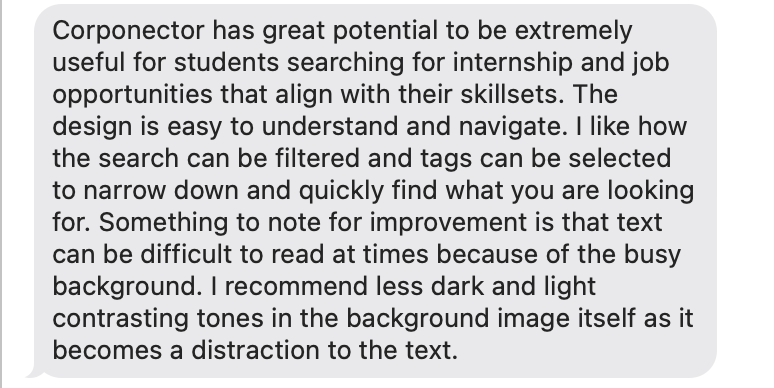 Corponector has great potential to be extremely
useful for students searching for internship and job
opportunities that align with their skillsets. The
design is easy to understand and navigate. I like how
the search can be filtered and tags can be selected
to narrow down and quickly find what you are looking
for. Something to note for improvement is that text
can be difficult to read at times because of the busy
background. I recommend less dark and light
contrasting tones in the background image itself as it
becomes a distraction to the text.